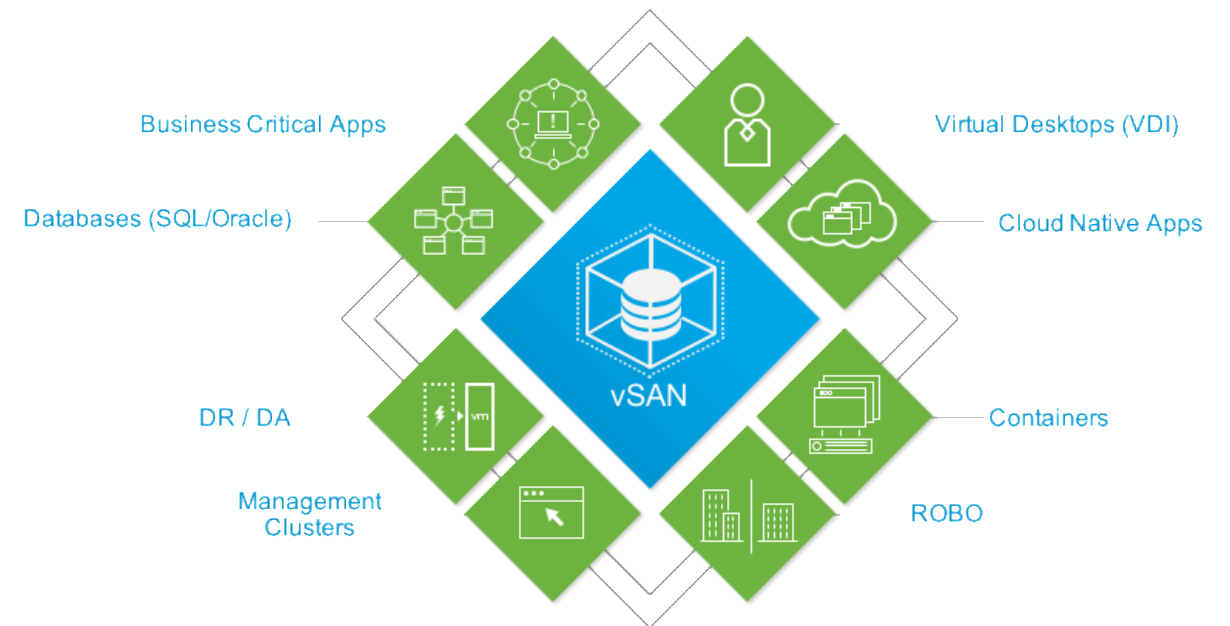 Business Critical Apps
Virtual Desktops (VDI)
Databases (SQL/Oracle)
Cloud Native Apps
vSAN
DR / DA
vm
Containers
Management
Clusters
ROBO